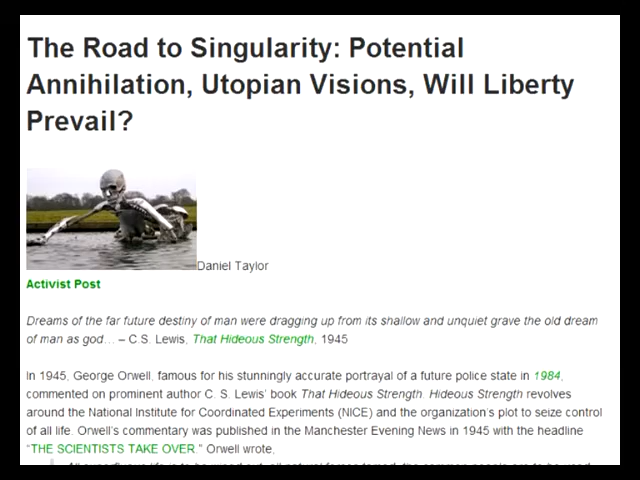 The Road to Singularity: Potential
Annihilation, Utopian Visions, Will Liberty
Prevail?
Daniel Taylor
Activist Post
Dreams of the far future destiny of man were dragging up from its shallow and unquiet grave the old dream
of man as god… – C.S. Lewis, That Hideous Strength, 1945
In 1945, George Orwell, famous for his stunningly accurate portrayal of a future police state in 1984,
commented on prominent author C. S. Lewis' book That Hideous Strength. Hideous Strength revolves
around the National Institute for Coordinated Experiments (NICE) and the organization's plot to seize control
of all life. Orwell's commentary was published in the Manchester Evening News in 1945 with the headline
“THE SCIENTISTS TAKE OVER.” Orwell wrote,